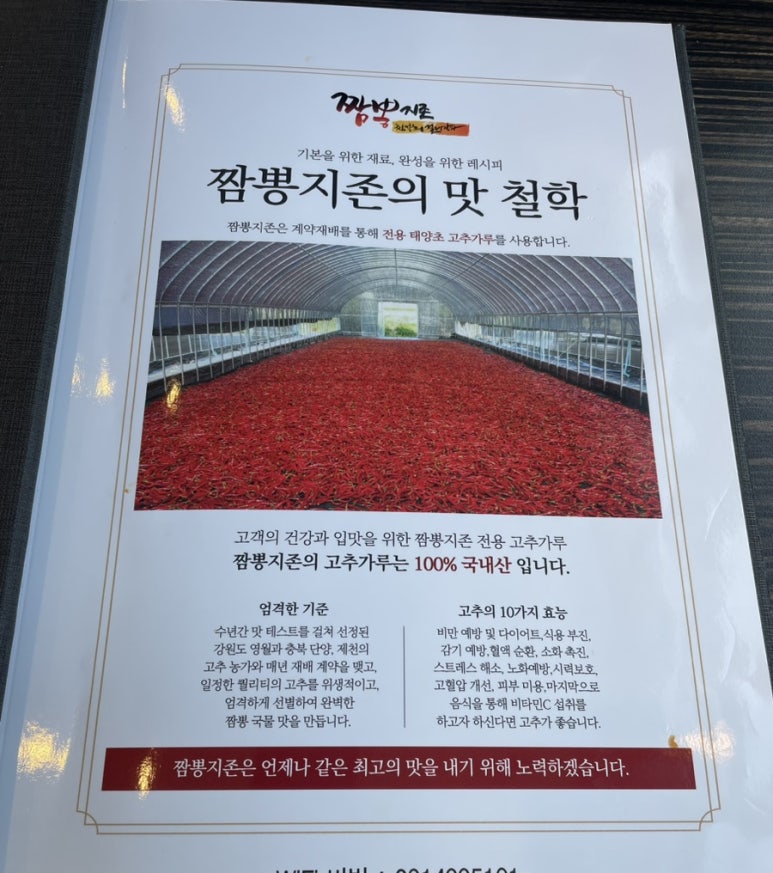 짬뽕지존
기본을 위한 재료, 완성을 위한 레시피
짬뽕지존의 맛 철학
짬뽕지존은 계약재배를 통해 전용 태양초 고추가루를 사용합니다.
고객의 건강과 입맛을 위한 짬뽕지존 전용 고추가루
짬뽕지존의 고추가루는 100% 국내산 입니다.
엄격한 기준
수년간 맛 테스트를 걸쳐 선정된
강원도 영월과 충북 단양, 제천의
고추 농가와 매년 재배 계약을 맺고,
일정한 퀄리티의 고추를 위생적이고,
엄격하게 선별하여 완벽한
짬뽕 국물 맛을 만듭니다.
고추의 10가지 효능
비만 예방 및 다이어트,식용 부진,
감기 예방,혈액 순환, 소화 촉진,
스트레스 해소, 노화예방,시력보호,
고혈압 개선, 피부 미용,마지막으로
음식을 통해 비타민C 섭취를
하고자 하신다면 고추가 좋습니다.
짬뽕지존은 언제나 같은 최고의 맛을 내기 위해 노력하겠습니다.